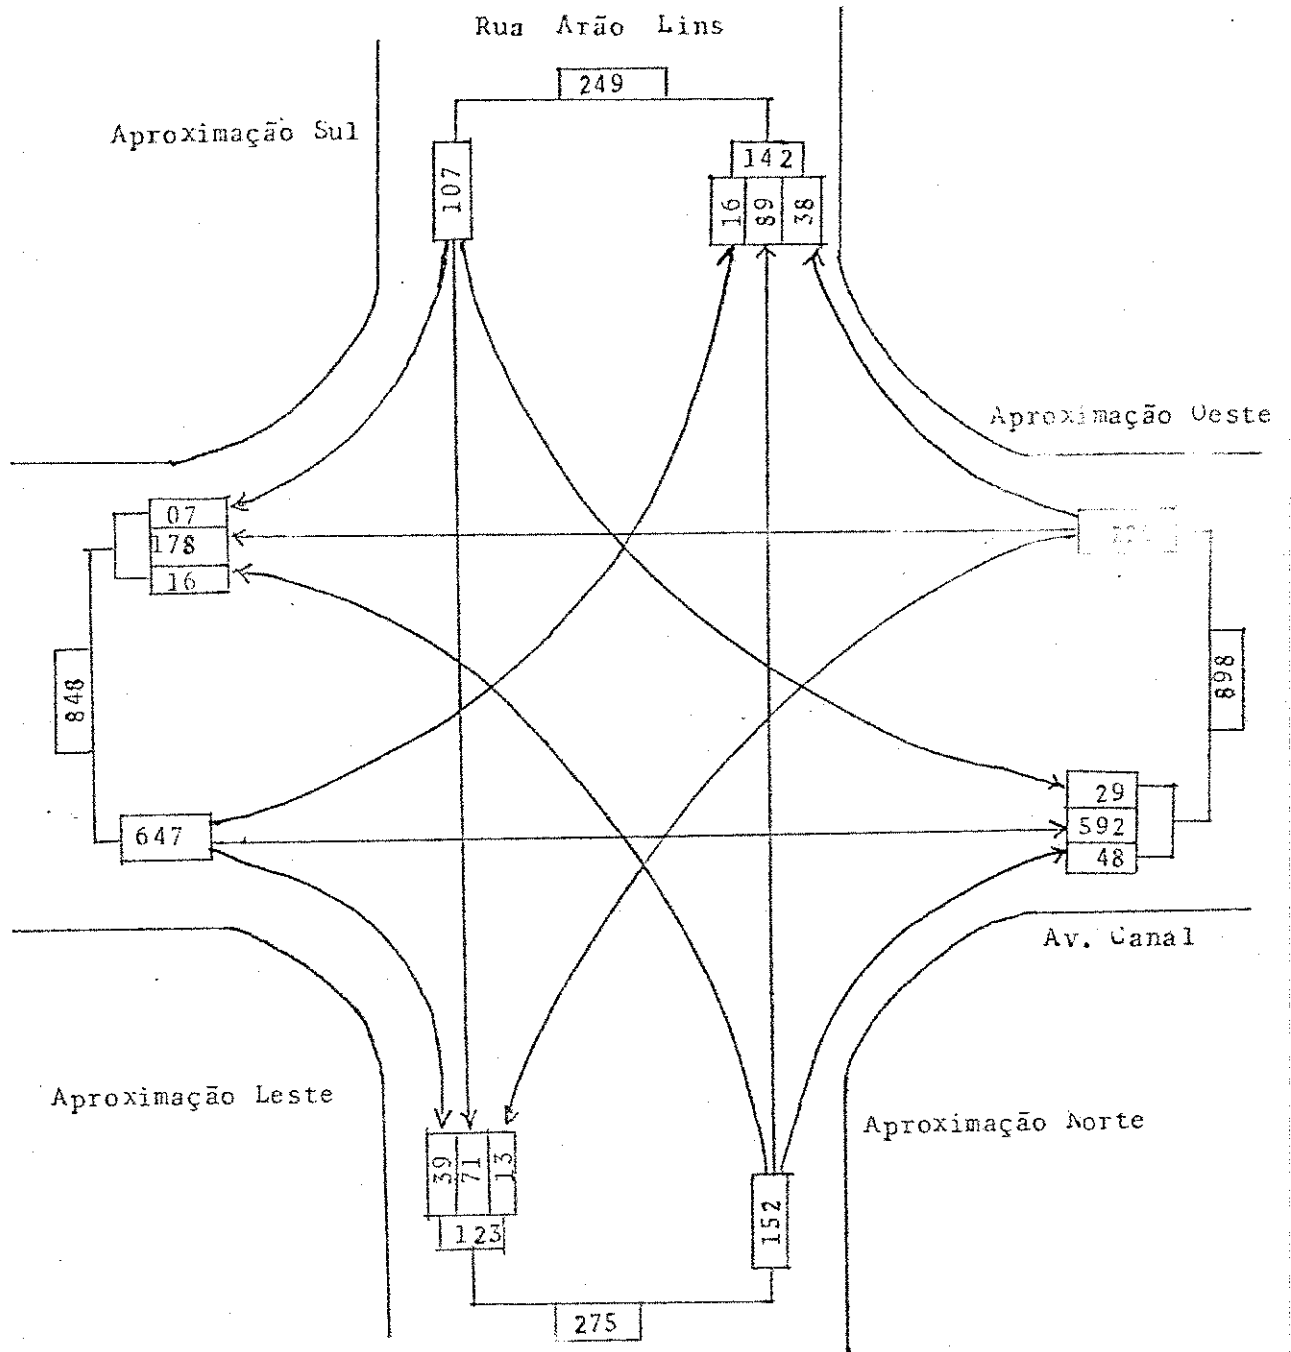 Rua Arão Lins
249
Aproximação Sul
142
107
16 89 38
Aproximação Oeste
07
178
16
848
898
29
647
592
48
Av. Canal
Aproximação Leste
Aproximação Norte
39 71 13
152
123
275